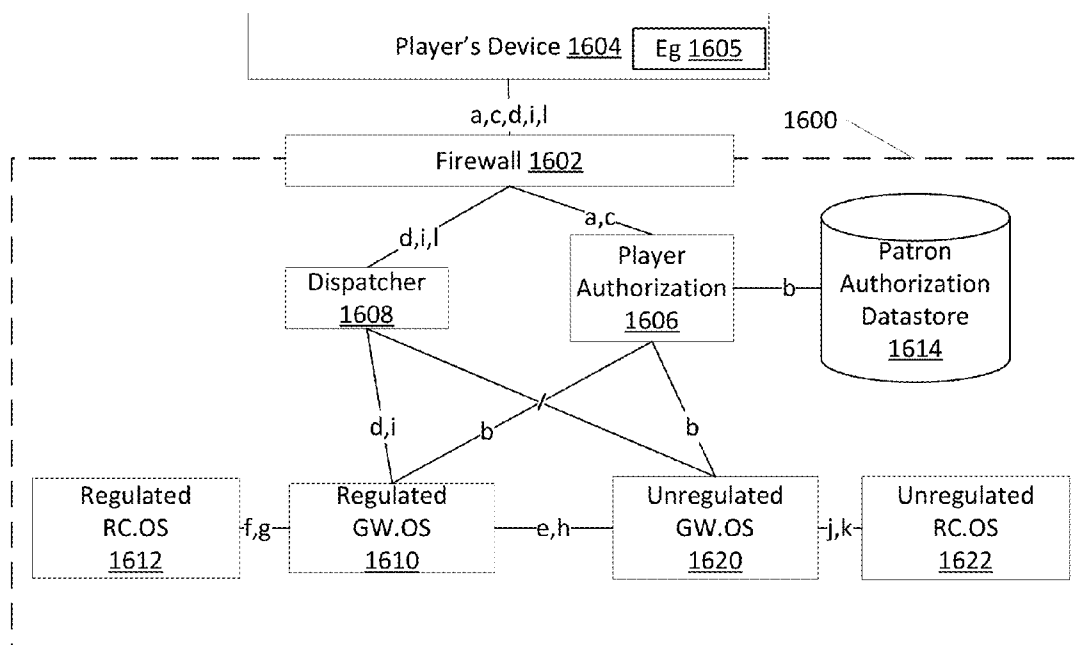 Player's Device 1604
Eg 1605
a,c,d,i,l
1600
Firewall 1602
d,i,l
a,c
Dispatcher
1608
Player
Authorization
1606
b
Patron
Authorization
Datastore
1614
d,i
b
b
Regulated
RC.OS
1612
f,g
Regulated
GW.OS
1610
e,h
Unregulated
GW.OS
1620
j,k
Unregulated
RC.OS
1622